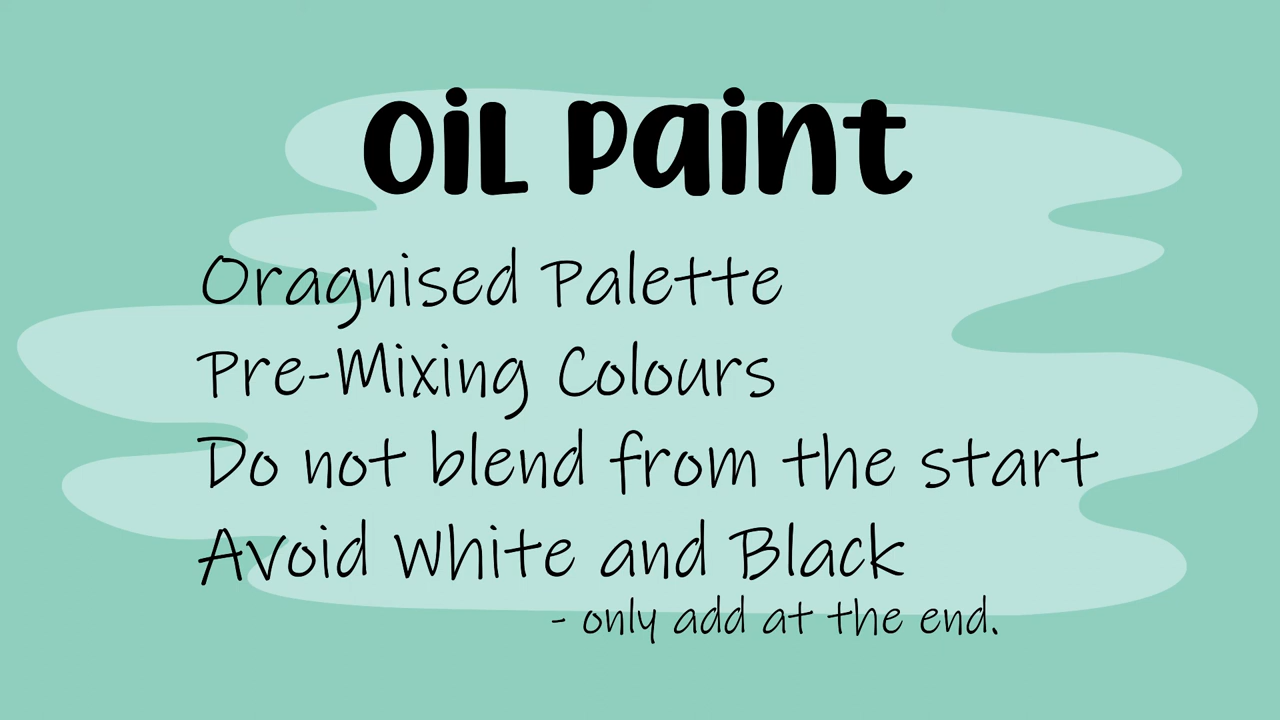 OiL Paint
Oragnised Palette
Pre-Mixing Colours
Do not blend from the start
Avoid White and Black
- only add at the end.